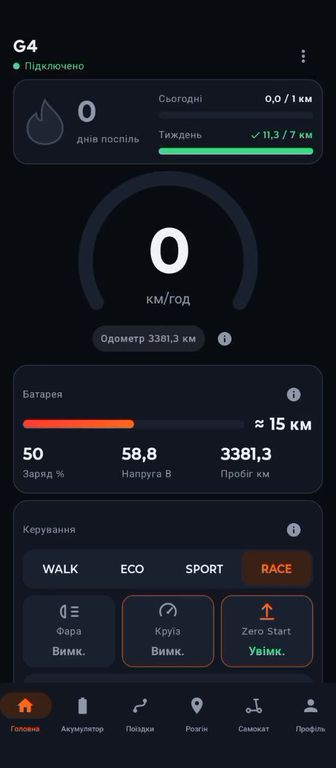 G4
Підключено
0
днів поспіль
Сьогодні 0,0 / 1 км
Тиждень ✓ 11,3 / 7 км
0
км/год
Одометр 3381,3 км
Батарея
≈ 15 км
50 58,8 3381,3
Заряд % Напруга В Пробіг км
Керування
WALK ECO SPORT RACE
Фара Круїз Zero Start
Вимк. Вимк. Увімк.
Головна Акумулятор Поїздки Розгін Самокат Профіль